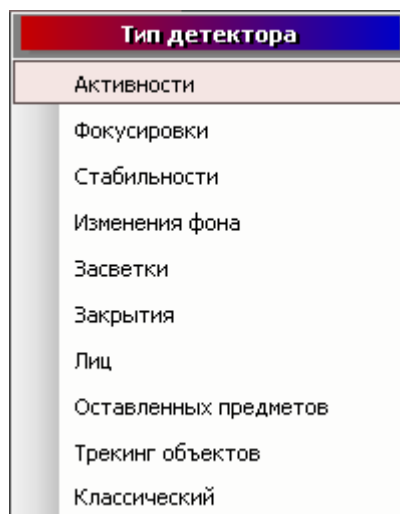 Тип детектора
Активности
Фокусировки
Стабильности
Изменения фона
Засветки
Закрытия
Лиц
Оставленных предметов
Трекинг объектов
Классический